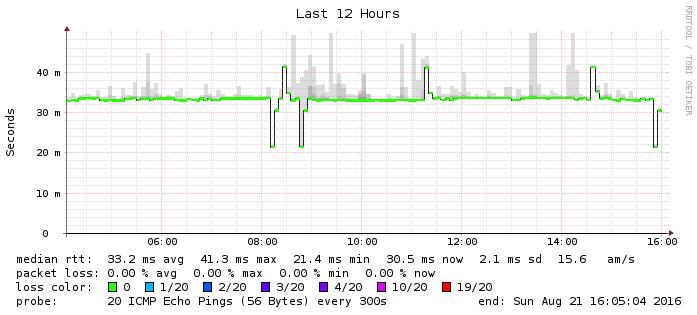 Last 12 Hours
RRDTOOL / TOBI OETIKER
Seconds
40 m
30 m
20 m
10 m
0
06:00 08:00 10:00 12:00 14:00 16:00
median rtt: 33.2 ms avg 41.3 ms max 21.4 ms min 30.5 ms now 2.1 ms sd 15.6 am/s
packet loss: 0.00 % avg 0.00 % max 0.00 % min 0.00 % now
loss color: 0 1/20 2/20 3/20 4/20 10/20 19/20
probe: 20 ICMP Echo Pings (56 Bytes) every 300s end: Sun Aug 21 16:05:04 2016